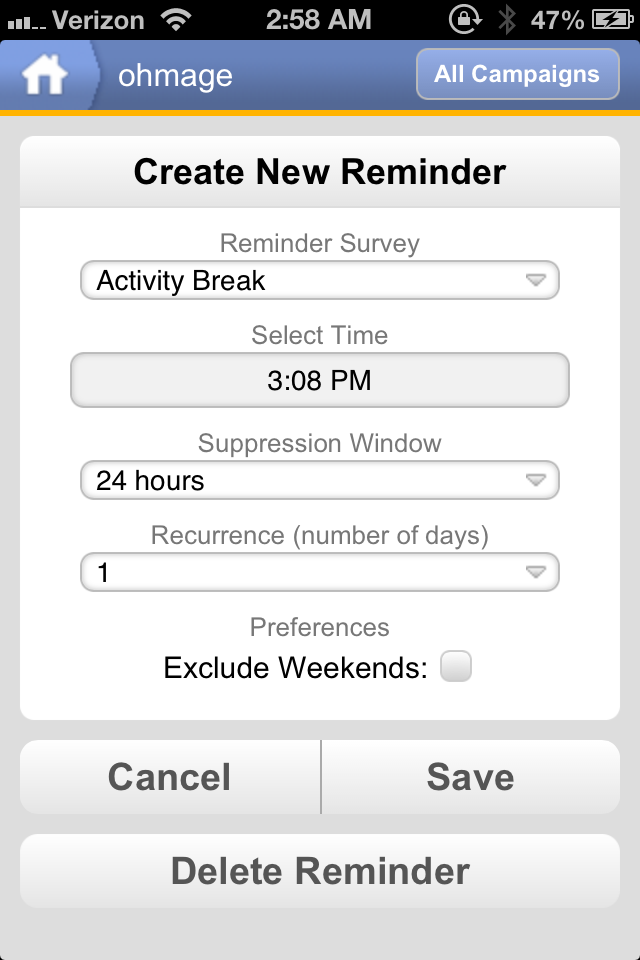 Verizon 2:58 AM 47%
ohmage All Campaigns
Create New Reminder
Reminder Survey
Activity Break
Select Time
3:08 PM
Suppression Window
24 hours
Recurrence (number of days)
1
Preferences
Exclude Weekends:
Cancel Save
Delete Reminder